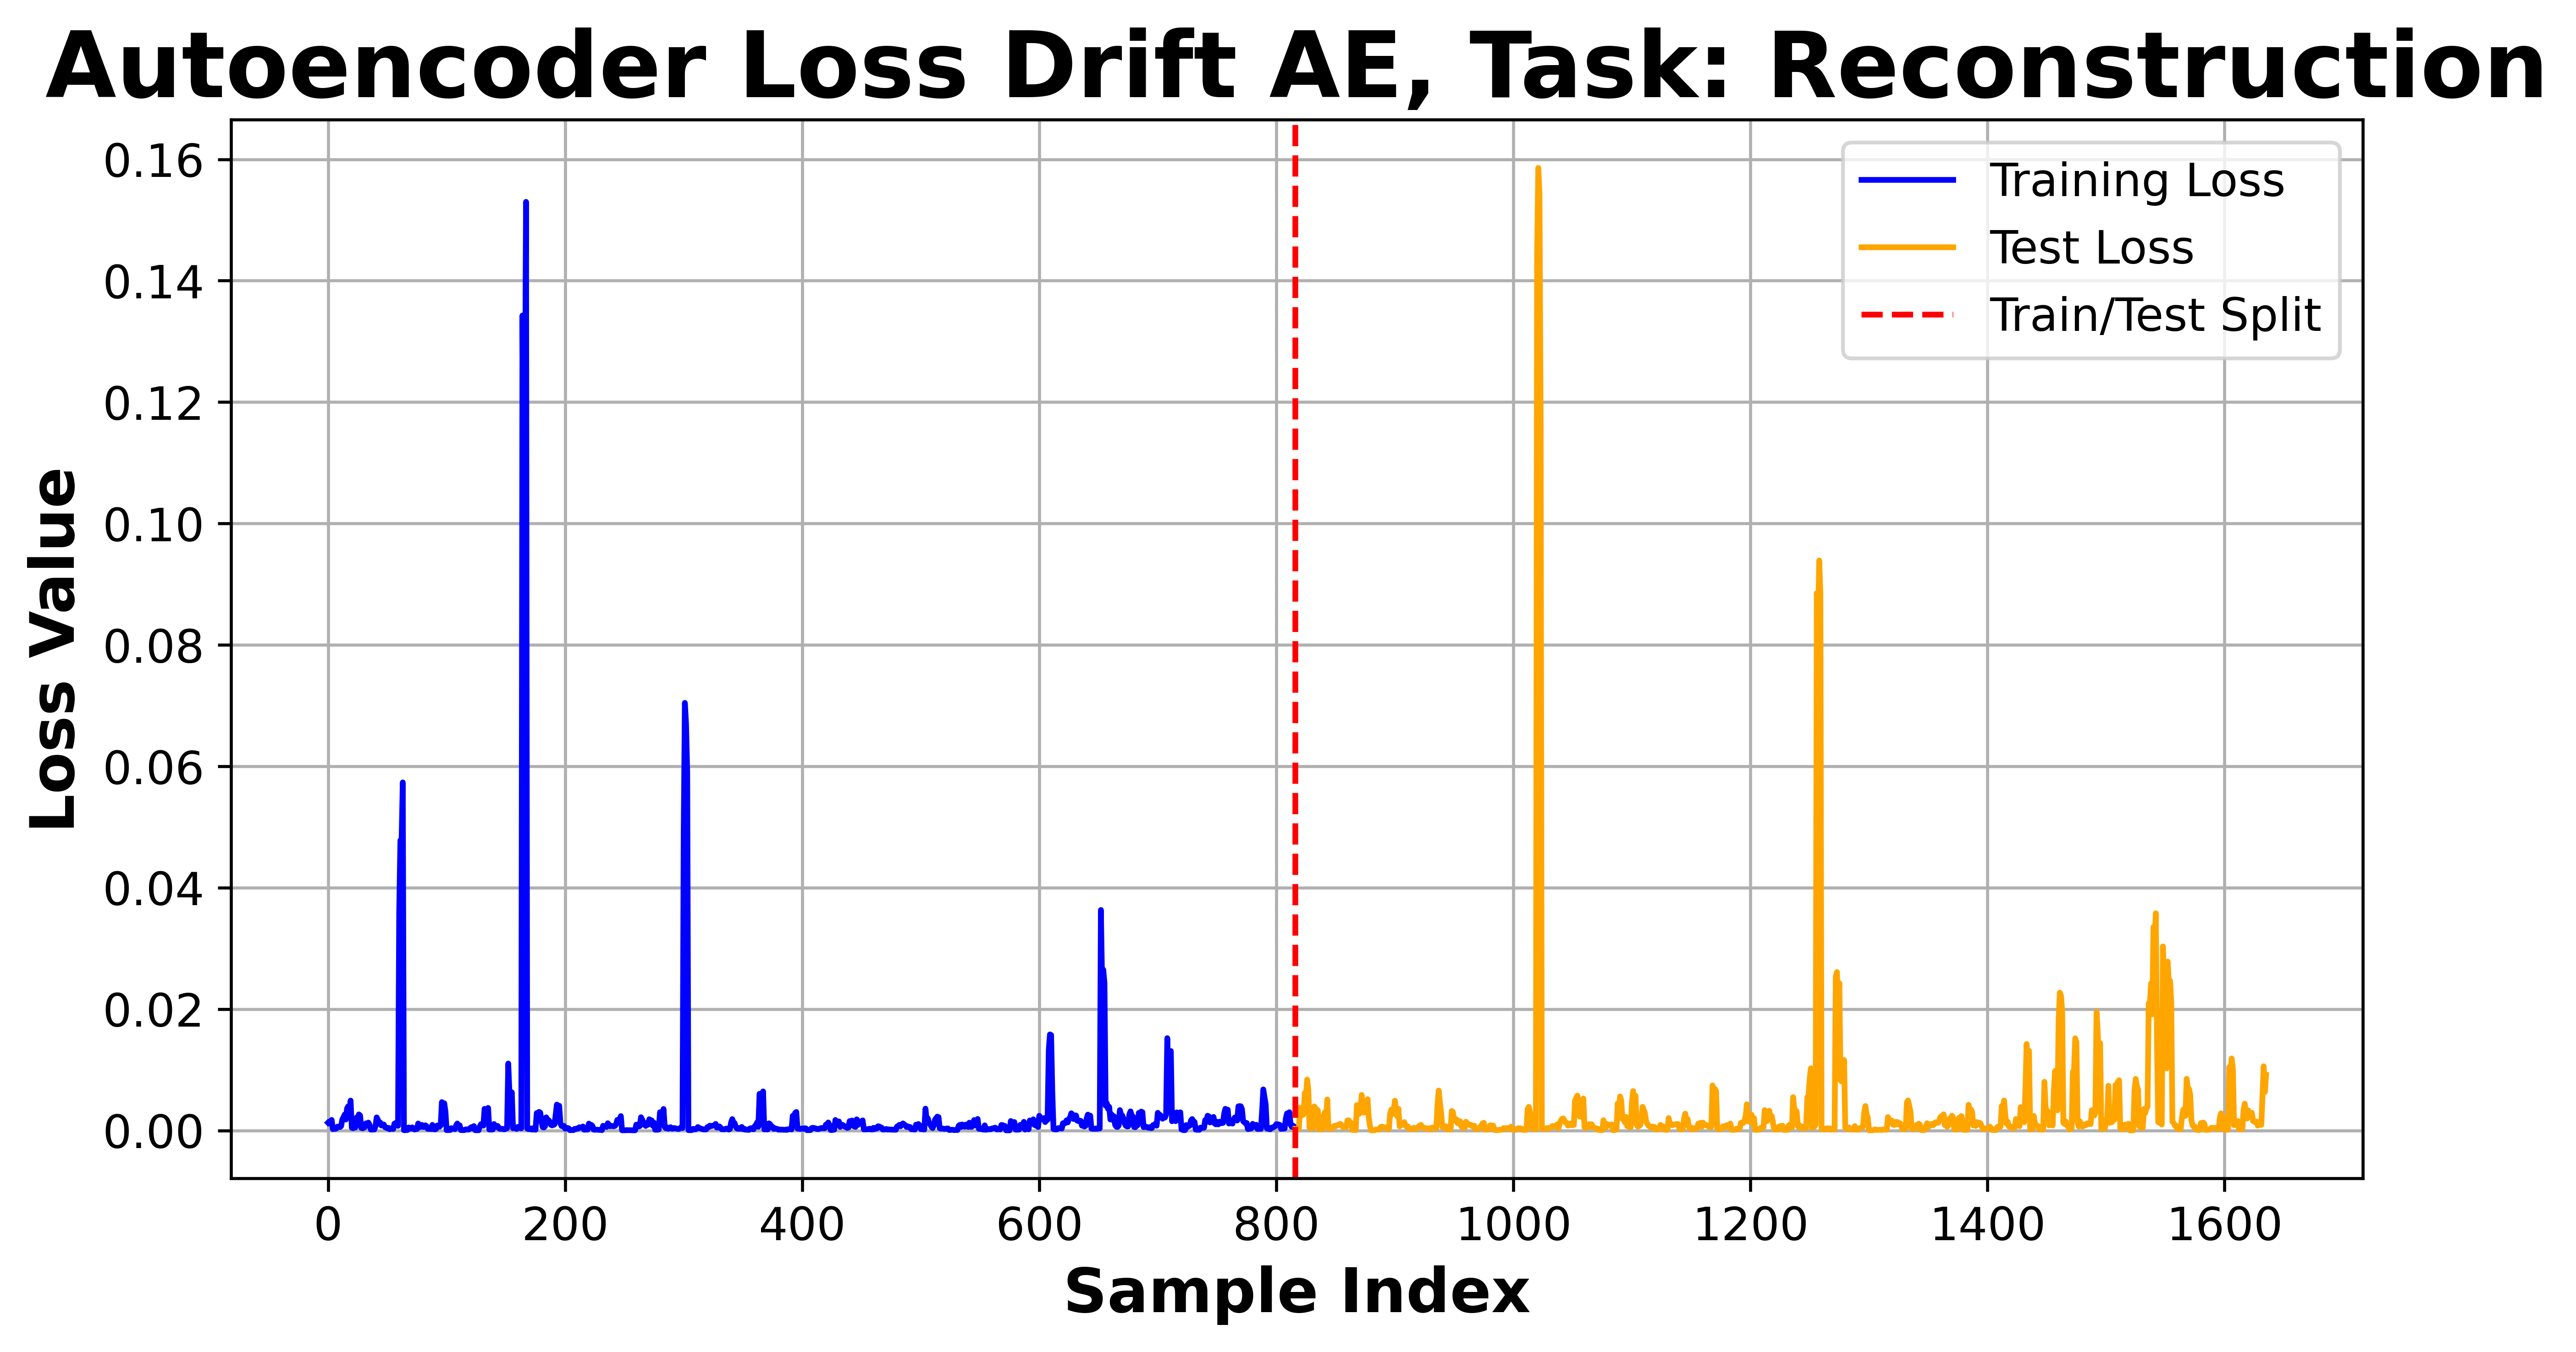 Autoencoder Loss Drift AE, Task: Reconstruction
0.16
0.14
0.12
0.10
0.08
0.06
0.04
0.02
0.00
Loss Value
Training Loss
Test Loss
Train/Test Split
0 200 400 600 800 1000 1200 1400 1600
Sample Index